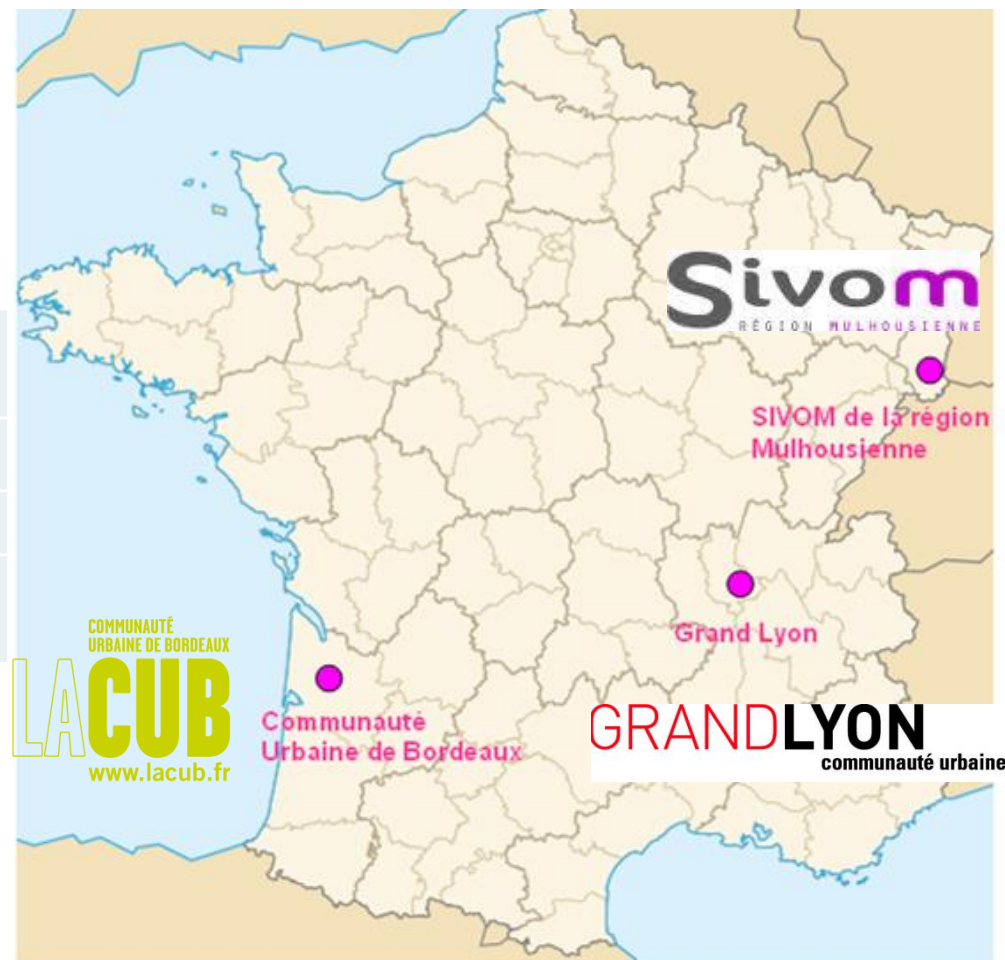 Sivom
RÉGION MULHOUSIENNE
SIVOM de la région
Mulhousienne
Grand Lyon
GRANDLYON
communauté urbaine
COMMUNAUTÉ
URBAINE DE BORDEAUX
LACUB
www.lacub.fr
Communauté
Urbaine de Bordeaux